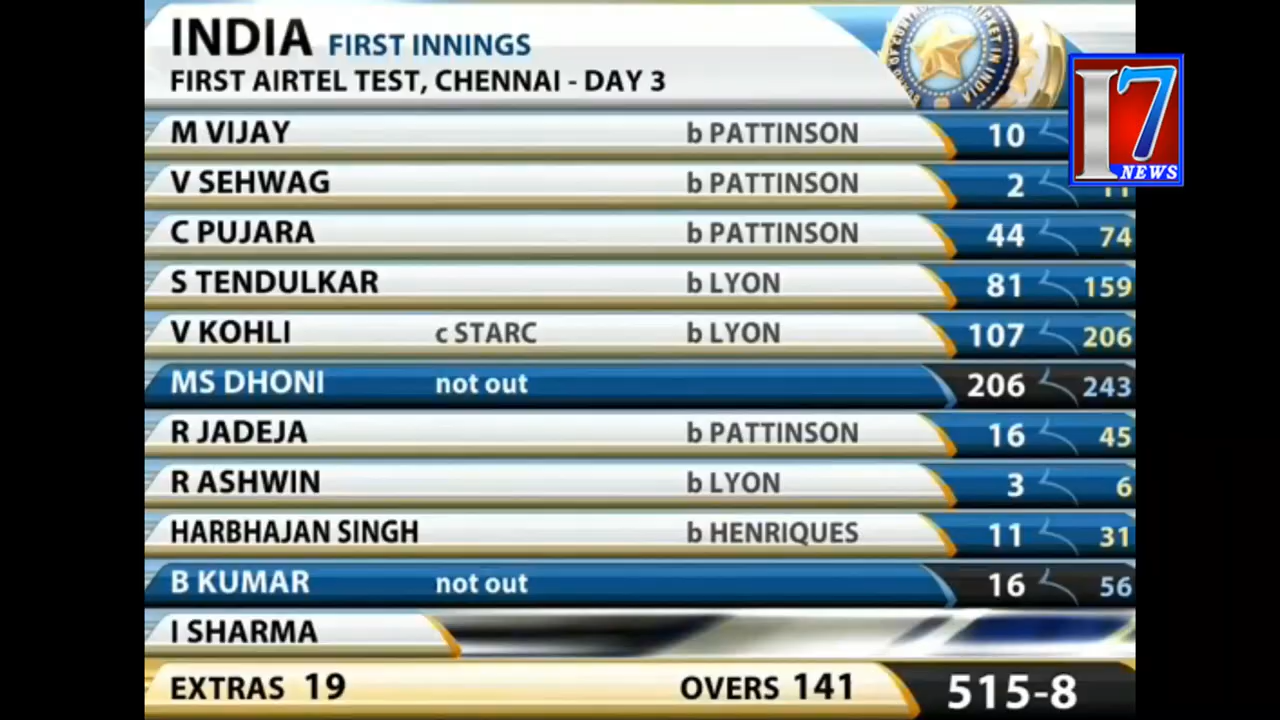 INDIA FIRST INNINGS
FIRST AIRTEL TEST, CHENNAI - DAY 3
M VIJAY b PATTINSON 10
V SEHWAG b PATTINSON 2 11
C PUJARA b PATTINSON 44 74
S TENDULKAR b LYON 81 159
V KOHLI c STARC b LYON 107 206
MS DHONI not out 206 243
R JADEJA b PATTINSON 16 45
R ASHWIN b LYON 3 6
HARBHAJAN SINGH b HENRIQUES 11 31
B KUMAR not out 16 56
I SHARMA
EXTRAS 19 OVERS 141 515-8
17 NEWS